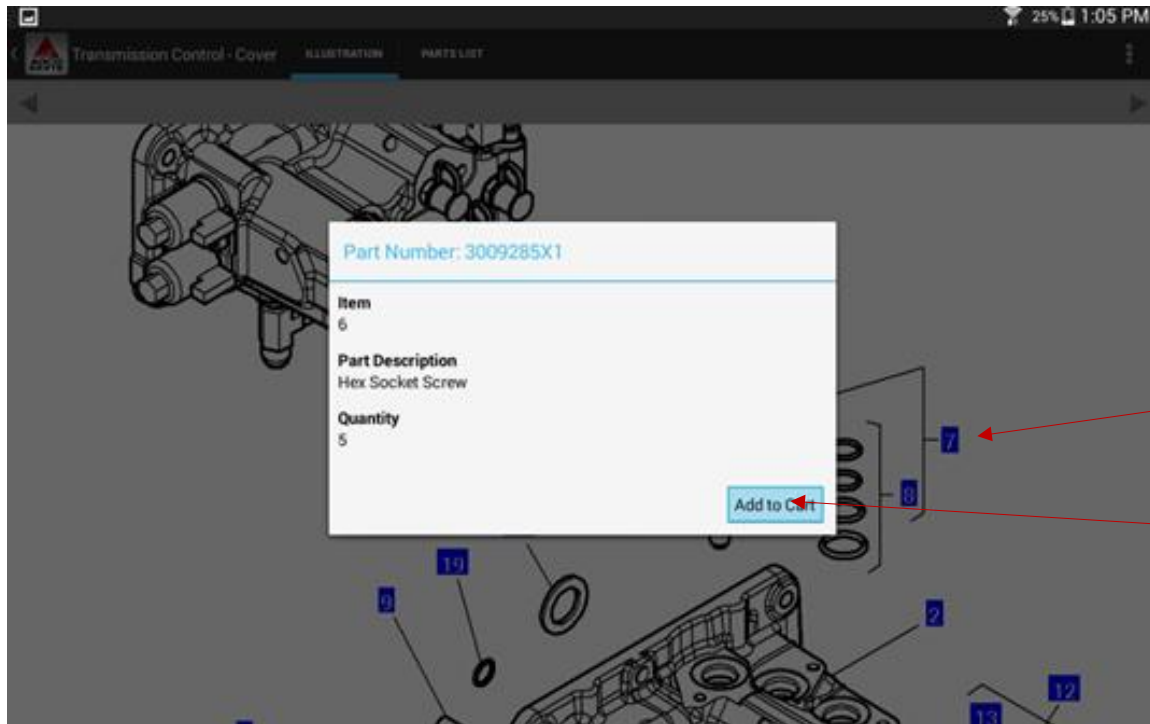 25% 1:05 PM
Transmission Control - Cover ILLUSTRATION PARTS LIST
Part Number: 3009285X1
Item
6
Part Description
Hex Socket Screw
Quantity
5
Add to Cart
7
8
19
9
2
12
13